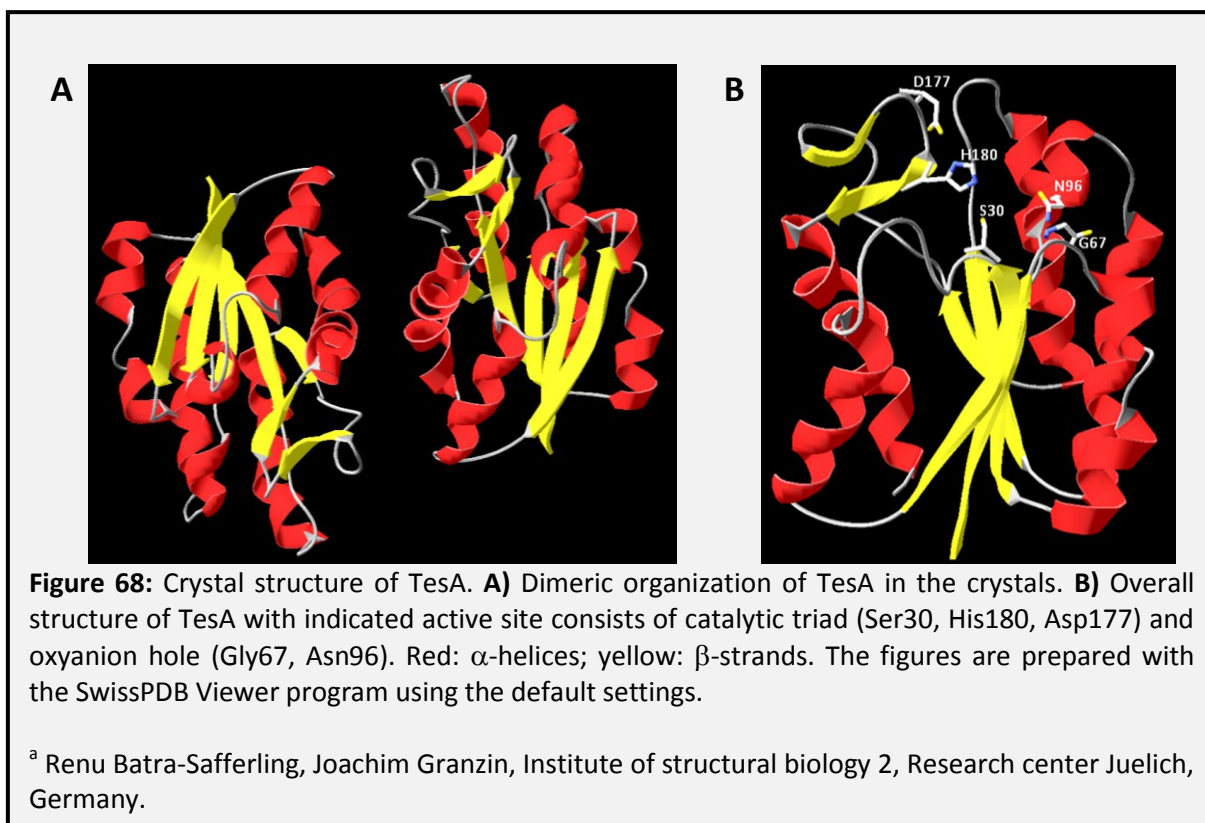 A
B
D177
H180
N96
S30
G67
Figure 68: Crystal structure of TesA. A) Dimeric organization of TesA in the crystals. B) Overall
structure of TesA with indicated active site consists of catalytic triad (Ser30, His180, Asp177) and
oxyanion hole (Gly67, Asn96). Red: α-helices; yellow: β-strands. The figures are prepared with
the SwissPDB Viewer program using the default settings.
a Renu Batra-Safferling, Joachim Granzin, Institute of structural biology 2, Research center Juelich,
Germany.